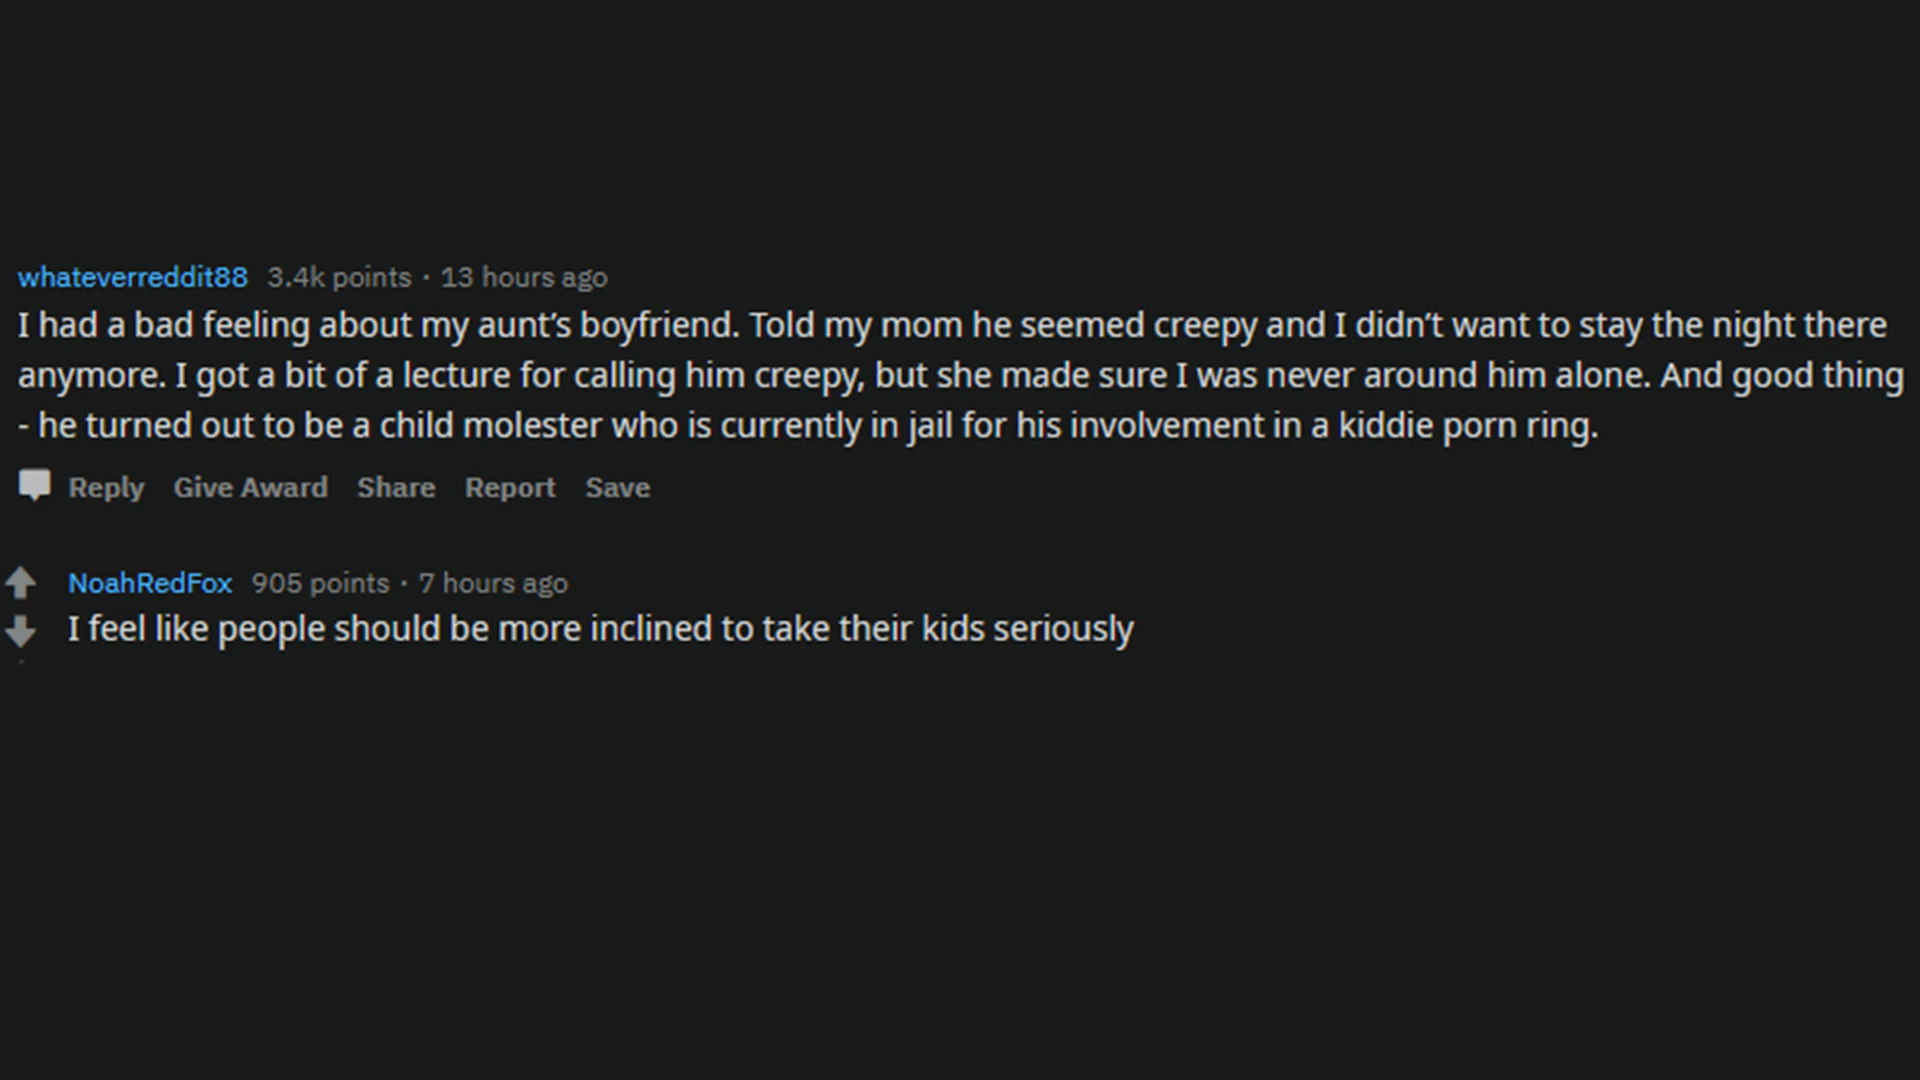 whateverreddit88 3.4k points · 13 hours ago
I had a bad feeling about my aunt’s boyfriend. Told my mom he seemed creepy and I didn’t want to stay the night there
anymore. I got a bit of a lecture for calling him creepy, but she made sure I was never around him alone. And good thing
- he turned out to be a child molester who is currently in jail for his involvement in a kiddie porn ring.
Reply Give Award Share Report Save
NoahRedFox 905 points · 7 hours ago
I feel like people should be more inclined to take their kids seriously